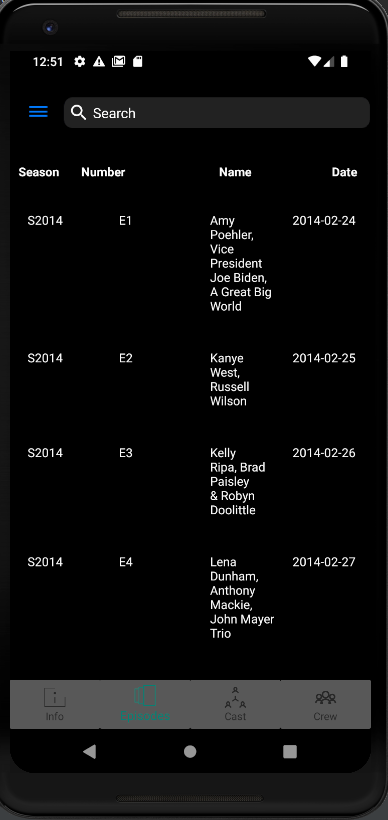 12:51
Search
Season Number Name Date
S2014 E1 Amy 2014-02-24
Poehler,
Vice
President
Joe Biden,
A Great Big
World
S2014 E2 Kanye 2014-02-25
West,
Russell
Wilson
S2014 E3 Kelly 2014-02-26
Ripa, Brad
Paisley
& Robyn
Doolittle
S2014 E4 Lena 2014-02-27
Dunham,
Anthony
Mackie,
John Mayer
Trio
Info Cast Crew